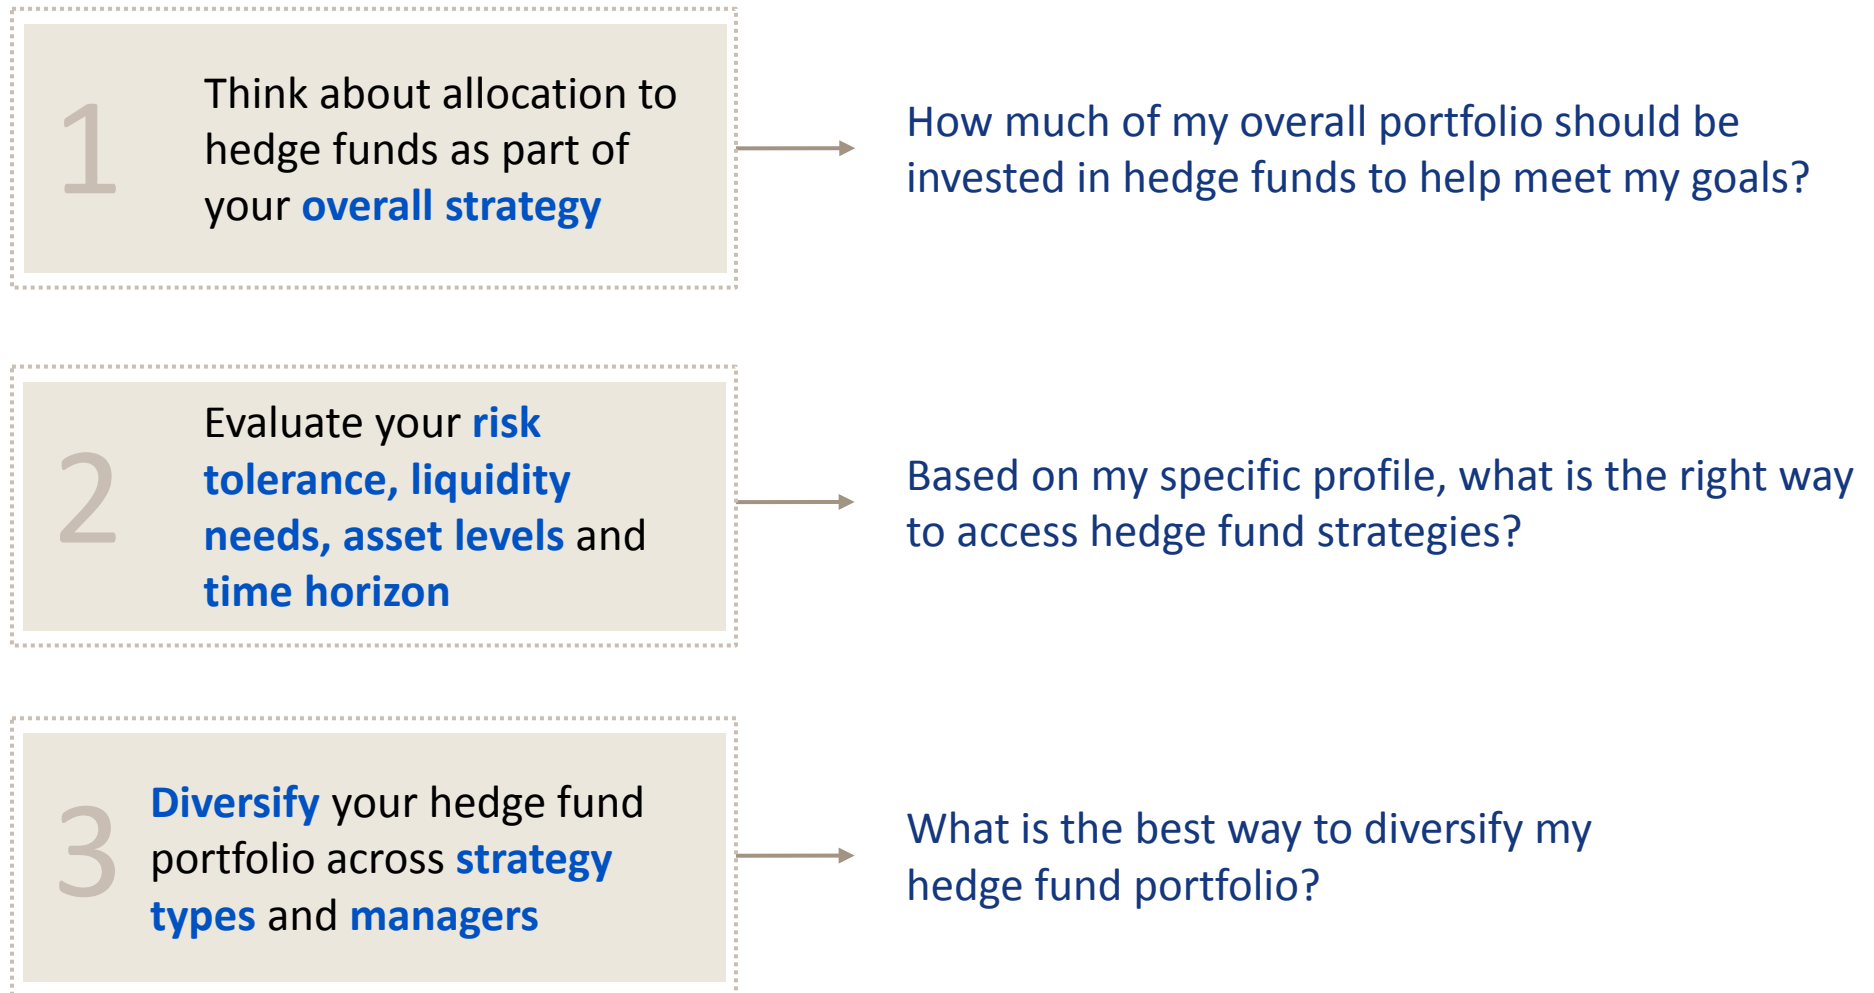 1
Think about allocation to
hedge funds as part of
your overall strategy
How much of my overall portfolio should be
invested in hedge funds to help meet my goals?
2
Evaluate your risk
tolerance, liquidity
needs, asset levels and
time horizon
Based on my specific profile, what is the right way
to access hedge fund strategies?
3
Diversify your hedge fund
portfolio across strategy
types and managers
What is the best way to diversify my
hedge fund portfolio?